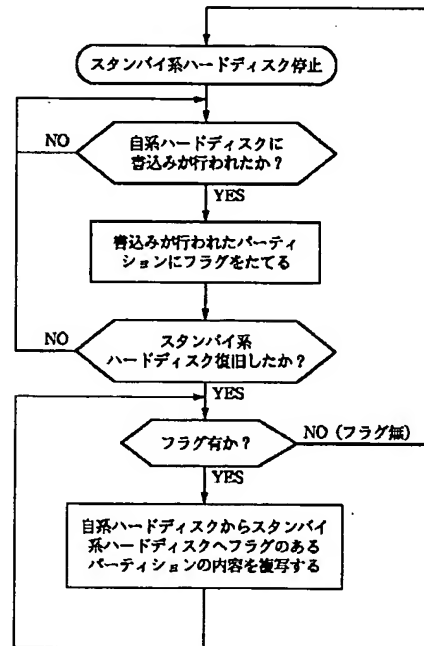 スタンバイ系ハードディスク停止
NO
自系ハードディスクに
書込みが行われたか？
YES
書込みが行われたパーティ
ションにフラグをたてる
NO
スタンバイ系
ハードディスク復旧したか？
YES
フラグ有か？
NO（フラグ無）
YES
自系ハードディスクからスタンバイ
系ハードディスクへフラグのある
パーティションの内容を複写する